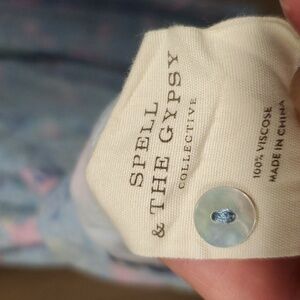 SPELL
& THE GYPSY
COLLECTIVE
100% VISCOSE
MADE IN CHINA